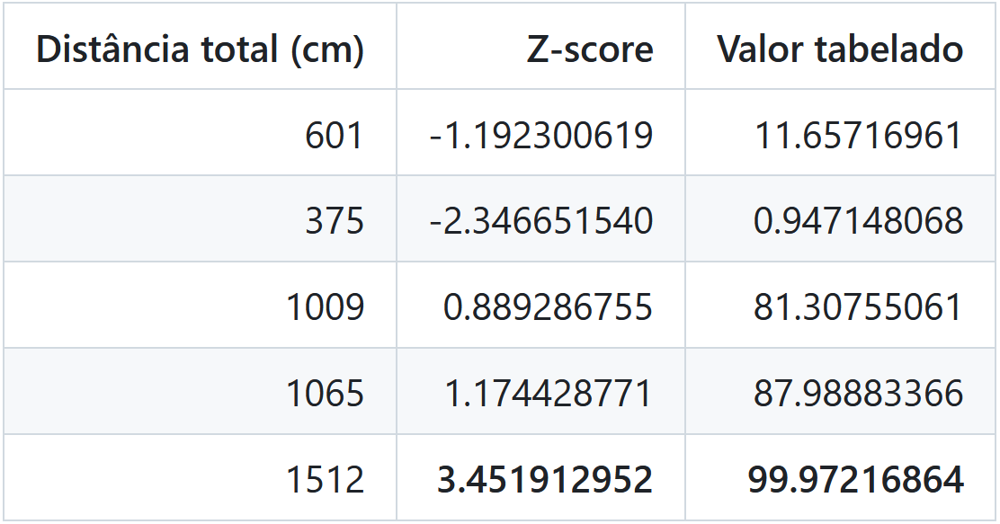 Distância total (cm) Z-score Valor tabelado
601 -1.192300619 11.65716961
375 -2.346651540 0.947148068
1009 0.889286755 81.30755061
1065 1.174428771 87.98883366
1512 3.451912952 99.97216864